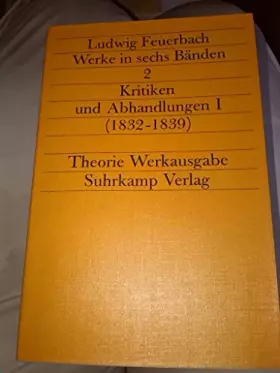 Ludwig Feuerbach
Werke in sechs Bänden
2
Kritiken
und Abhandlungen I
(1832-1839)
Theorie Werkausgabe
Suhrkamp Verlag